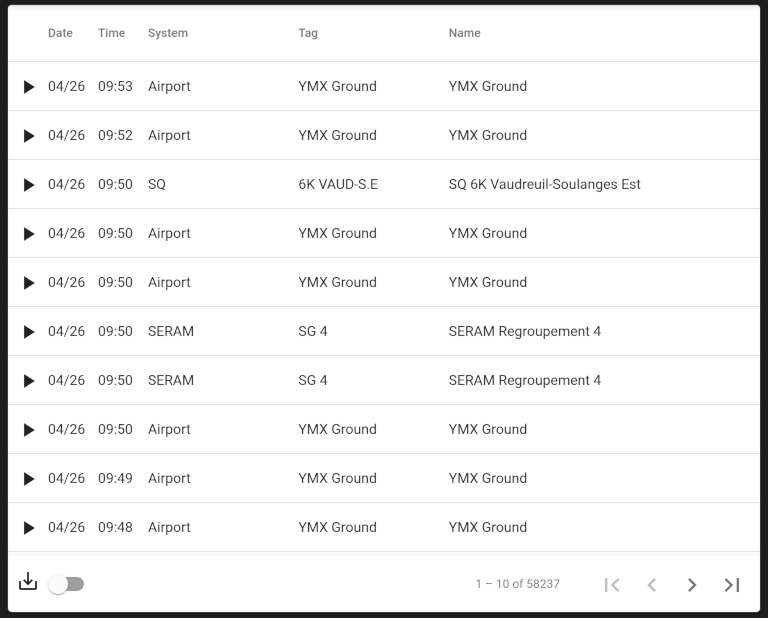 Date Time System Tag Name
04/26 09:53 Airport YMX Ground YMX Ground
04/26 09:52 Airport YMX Ground YMX Ground
04/26 09:50 SQ 6K VAUD-S.E SQ 6K Vaudreuil-Soulanges Est
04/26 09:50 Airport YMX Ground YMX Ground
04/26 09:50 Airport YMX Ground YMX Ground
04/26 09:50 SERAM SG 4 SERAM Regroupement 4
04/26 09:50 SERAM SG 4 SERAM Regroupement 4
04/26 09:50 Airport YMX Ground YMX Ground
04/26 09:49 Airport YMX Ground YMX Ground
04/26 09:48 Airport YMX Ground YMX Ground
1 – 10 of 58237